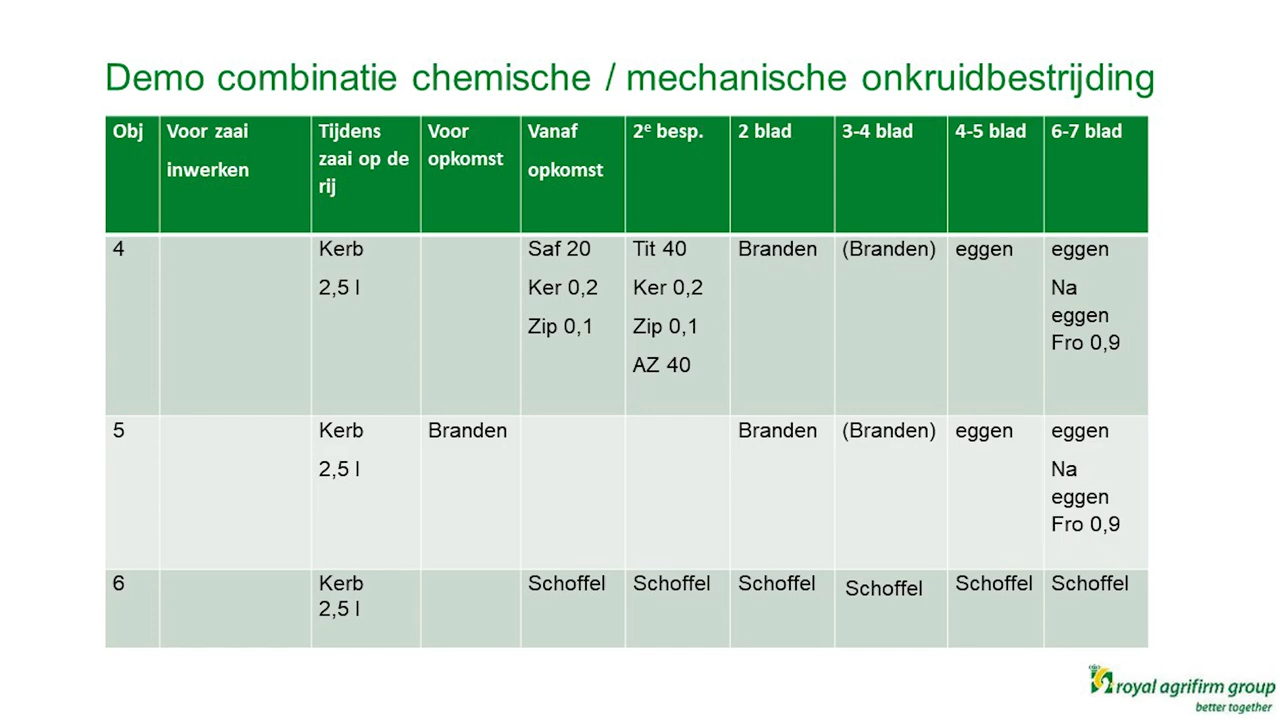 Demo combinatie chemische / mechanische onkruidbestrijding
Obj
Voor zaai
inwerken
Tijdens
zaai op de
rij
Voor
opkomst
Vanaf
opkomst
2e besp.
2 blad
3-4 blad
4-5 blad
6-7 blad
4
Kerb
2,5 l
Saf 20
Ker 0,2
Zip 0,1
Tit 40
Ker 0,2
Zip 0,1
AZ 40
Branden
(Branden)
eggen
eggen
Na
eggen
Fro 0,9
5
Kerb
2,5 l
Branden
Branden
(Branden)
eggen
eggen
Na
eggen
Fro 0,9
6
Kerb
2,5 l
Schoffel
Schoffel
Schoffel
Schoffel
Schoffel
Schoffel
royal agrifirm group
better together